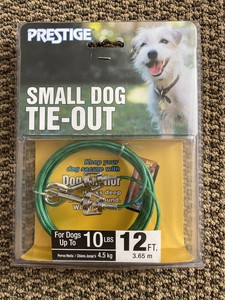 PRESTIGE
SMALL DOG
TIE-OUT
Keep your
dog secure with
For Dogs
Up To
10 LBS
4.5 kg
12 FT.
3.65 m